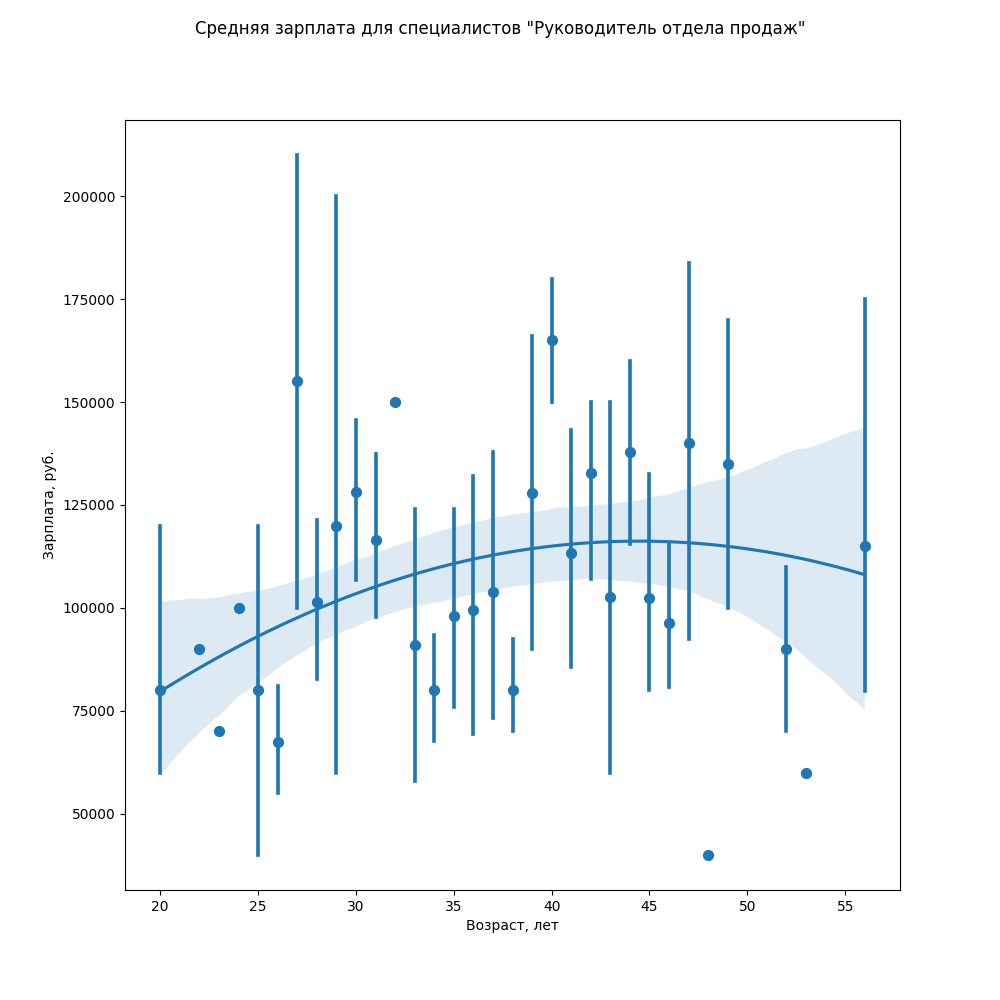 Средняя зарплата для специалистов "Руководитель отдела продаж"
200000
175000
150000
125000
100000
75000
50000
Зарплата, руб.
20 25 30 35 40 45 50 55
Возраст, лет